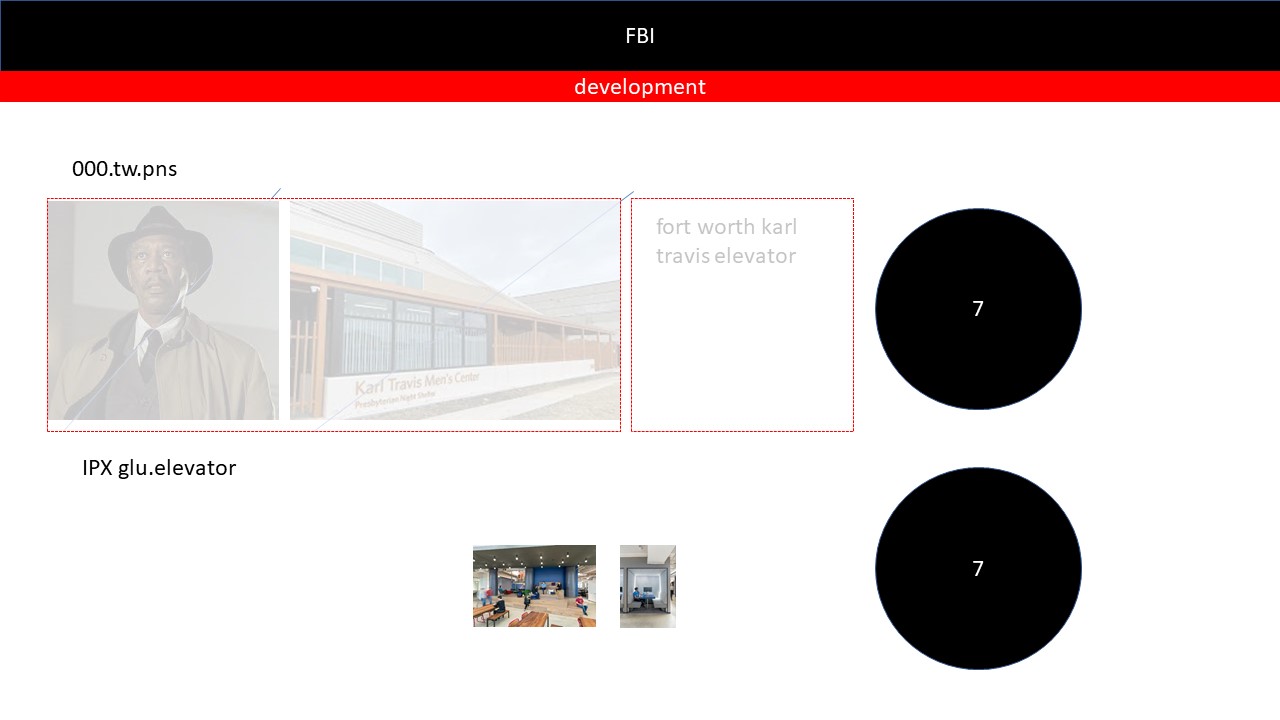 FBI
development
000.tw.pns
fort worth karl
travis elevator
7
Karl Travis Men's Center
Presbyterian Night Shelter
IPX glu.elevator
7